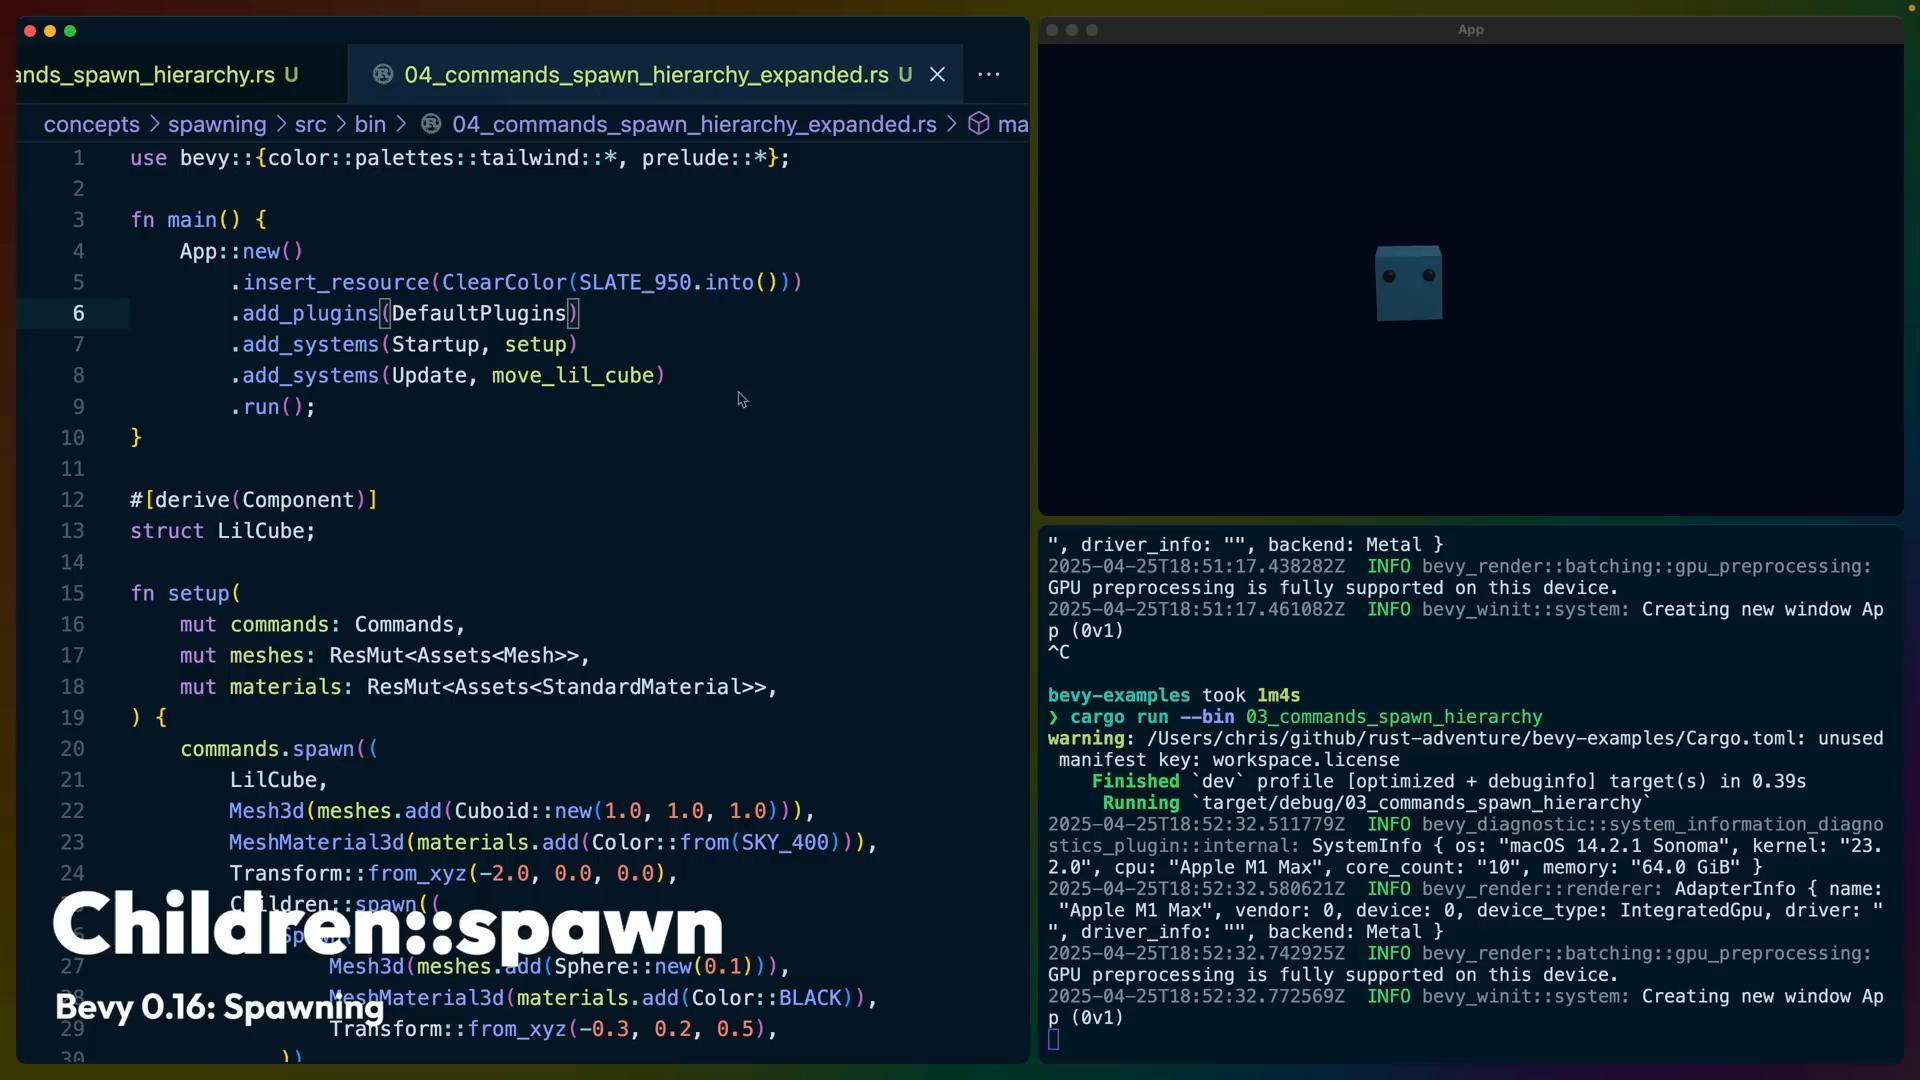 ands_spawn_hierarchy.rs U
04_commands_spawn_hierarchy_expanded.rs U
concepts > spawning > src > bin > 04_commands_spawn_hierarchy_expanded.rs > ma
1 use bevy::{color::palettes::tailwind::*, prelude::*};
2
3 fn main() {
4 App::new()
5 .insert_resource(ClearColor(SLATE_950.into()))
6 .add_plugins(DefaultPlugins)
7 .add_systems(Startup, setup)
8 .add_systems(Update, move_lil_cube)
9 .run();
10 }
11
12 #[derive(Component)]
13 struct LilCube;
14
15 fn setup(
16 mut commands: Commands,
17 mut meshes: ResMut<Assets<Mesh>>,
18 mut materials: ResMut<Assets<StandardMaterial>>,
19 ) {
20 commands.spawn((
21 LilCube,
22 Mesh3d(meshes.add(Cuboid::new(1.0, 1.0, 1.0))),
23 MeshMaterial3d(materials.add(Color::from(SKY_400))),
24 Transform::from_xyz(-2.0, 0.0, 0.0),
Children::spawn((
27 Mesh3d(meshes.add(Sphere::new(0.1))),
28 MeshMaterial3d(materials.add(Color::BLACK)),
29 Transform::from_xyz(-0.3, 0.2, 0.5),
30 ))
Children::spawn
Bevy 0.16: Spawning
App
", driver_info: "", backend: Metal }
2025-04-25T18:51:17.438282Z INFO bevy_render::batching::gpu_preprocessing:
GPU preprocessing is fully supported on this device.
2025-04-25T18:51:17.461082Z INFO bevy_winit::system: Creating new window Ap
p (0v1)
^C
bevy-examples took 1m4s
❯ cargo run --bin 03_commands_spawn_hierarchy
warning: /Users/chris/github/rust-adventure/bevy-examples/Cargo.toml: unused
manifest key: workspace.license
Finished `dev` profile [optimized + debuginfo] target(s) in 0.39s
Running `target/debug/03_commands_spawn_hierarchy`
2025-04-25T18:52:32.511779Z INFO bevy_diagnostic::system_information_diagno
stics_plugin::internal: SystemInfo { os: "macOS 14.2.1 Sonoma", kernel: "23.
2.0", cpu: "Apple M1 Max", core_count: "10", memory: "64.0 GiB" }
2025-04-25T18:52:32.580621Z INFO bevy_render::renderer: AdapterInfo { name:
"Apple M1 Max", vendor: 0, device: 0, device_type: IntegratedGpu, driver: "
", driver_info: "", backend: Metal }
2025-04-25T18:52:32.742925Z INFO bevy_render::batching::gpu_preprocessing:
GPU preprocessing is fully supported on this device.
2025-04-25T18:52:32.772569Z INFO bevy_winit::system: Creating new window Ap
p (0v1)